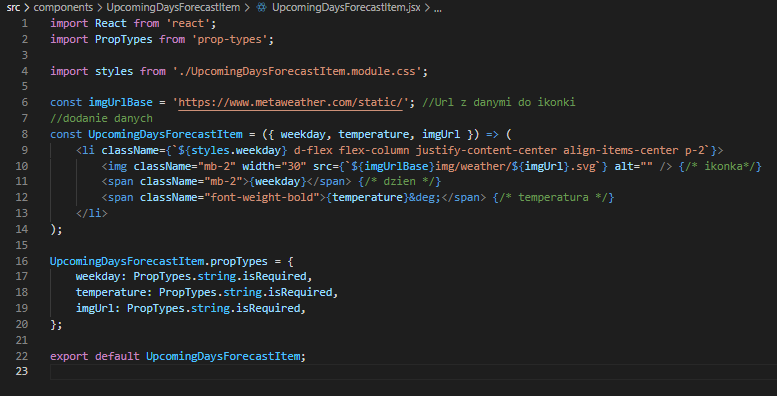 src > components > UpcomingDaysForecastItem > UpcomingDaysForecastItem.jsx > ...
1 import React from 'react';
2 import PropTypes from 'prop-types';
3
4 import styles from './UpcomingDaysForecastItem.module.css';
5
6 const imgUrlBase = 'https://www.metaweather.com/static/'; //Url z danymi do ikonki
7 //dodanie danych
8 const UpcomingDaysForecastItem = ({ weekday, temperature, imgUrl }) => (
9     <li className={`${styles.weekday} d-flex flex-column justify-content-center align-items-center p-2`}>
10         <img className="mb-2" width="30" src={`${imgUrlBase}img/weather/${imgUrl}.svg`} alt="" /> {/* ikonka*/}
11         <span className="mb-2">{weekday}</span> {/* dzien */}
12         <span className="font-weight-bold">{temperature}&deg;</span> {/* temperatura */}
13     </li>
14 );
15
16 UpcomingDaysForecastItem.propTypes = {
17     weekday: PropTypes.string.isRequired,
18     temperature: PropTypes.string.isRequired,
19     imgUrl: PropTypes.string.isRequired,
20 };
21
22 export default UpcomingDaysForecastItem;
23